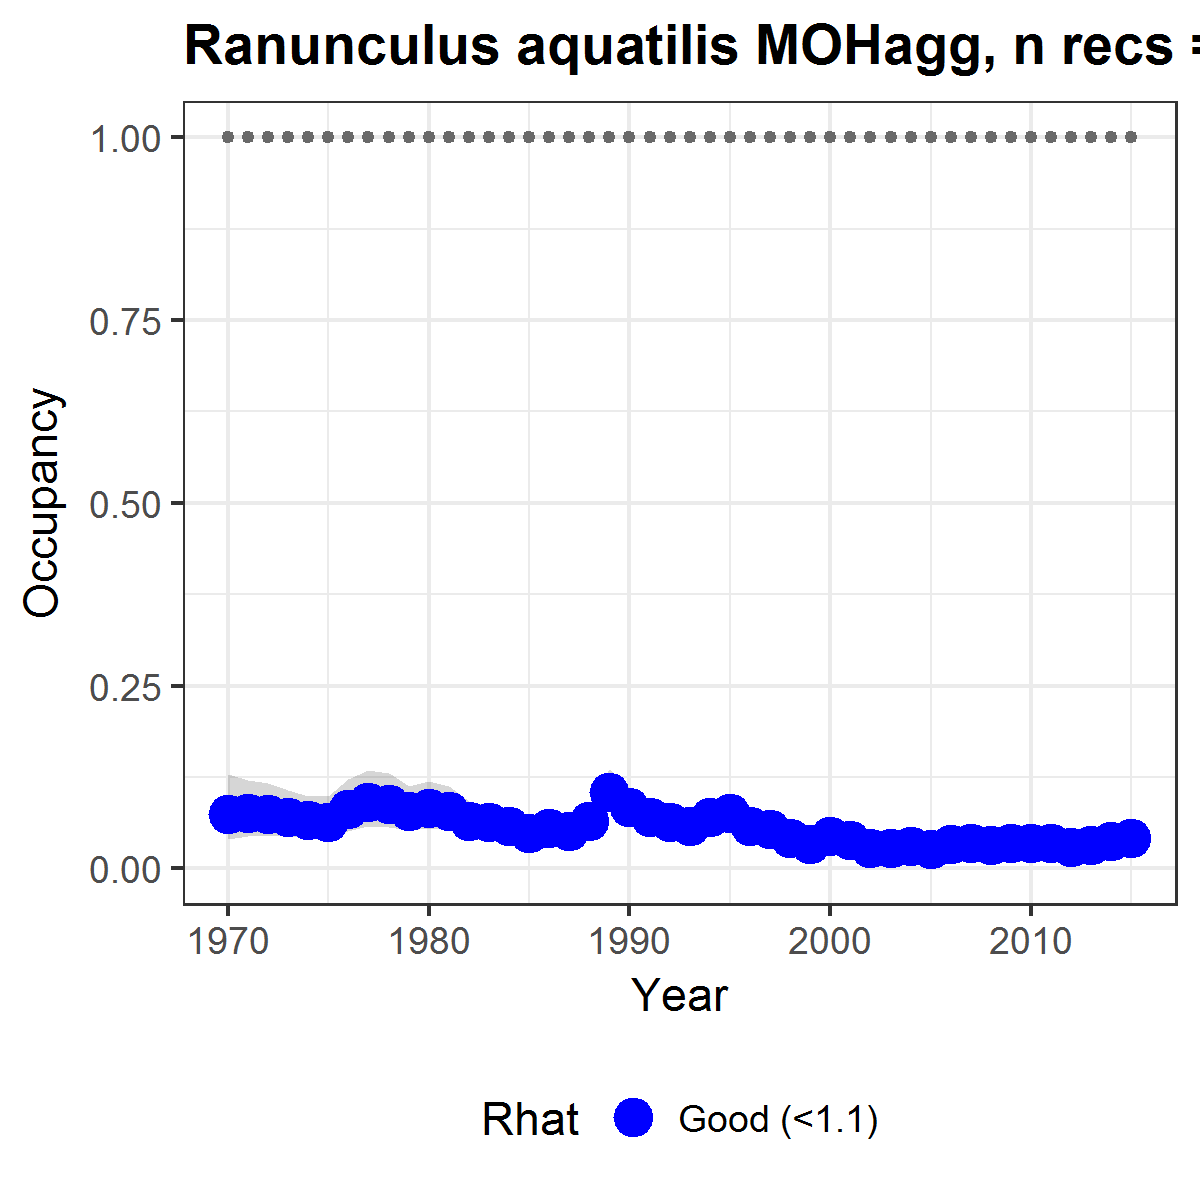 Ranunculus aquatilis MOHagg, n recs =
1.00
0.75
0.50
0.25
0.00
Occupancy
1970 1980 1990 2000 2010
Year
Rhat Good (<1.1)